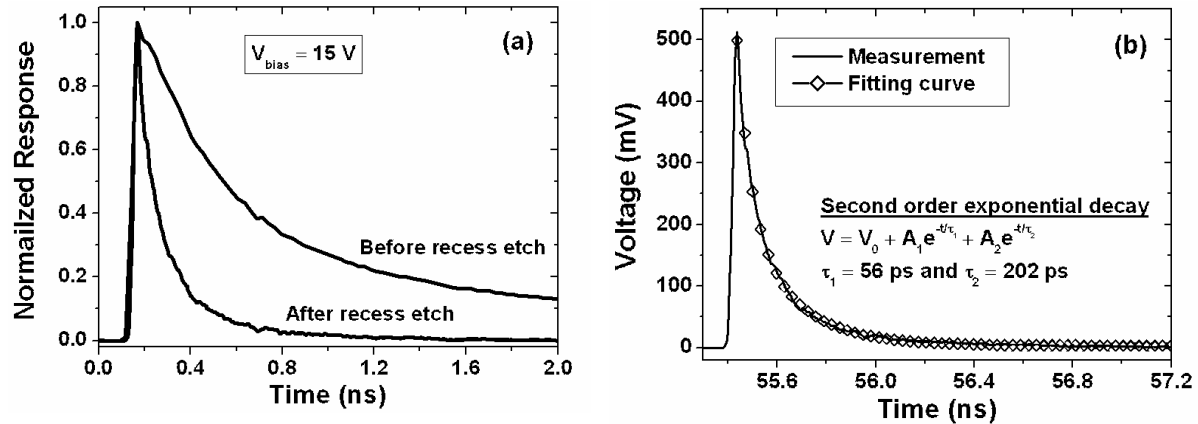 (a)
V_bias = 15 V
1.0
0.8
0.6
0.4
0.2
0.0
Normailzed Response
Before recess etch
After recess etch
0.0 0.4 0.8 1.2 1.6 2.0
Time (ns)
(b)
Measurement
Fitting curve
500
400
300
200
100
0
Voltage (mV)
Second order exponential decay
V = V₀ + A₁e^(-t/τ₁) + A₂e^(-t/τ₂)
τ₁ = 56 ps and τ₂ = 202 ps
55.6 56.0 56.4 56.8 57.2
Time (ns)